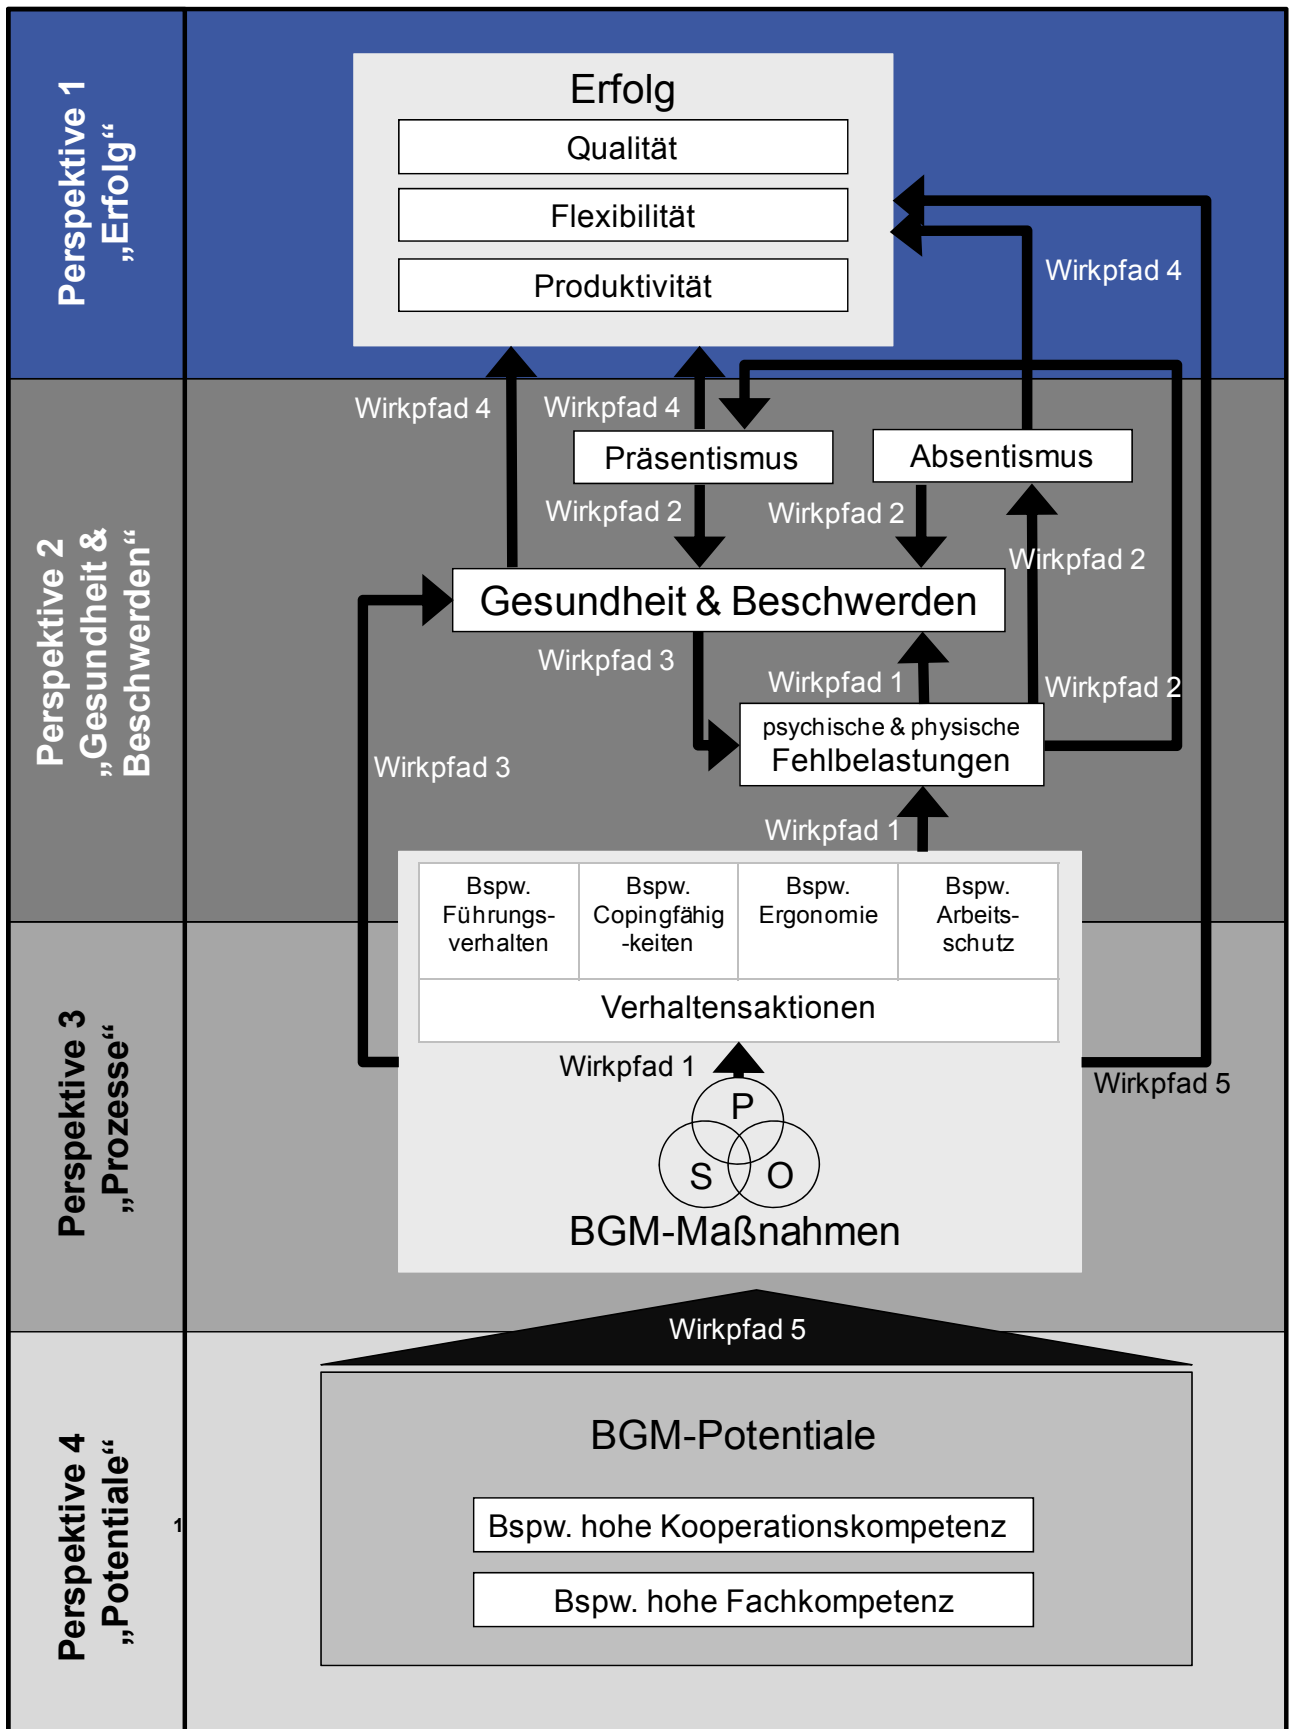 Perspektive 1
„Erfolg“
Erfolg
Qualität
Flexibilität
Produktivität
Wirkpfad 4
Perspektive 2
„Gesundheit &
Beschwerden“
Wirkpfad 4
Wirkpfad 4
Präsentismus
Absentismus
Wirkpfad 2
Wirkpfad 2
Wirkpfad 2
Gesundheit & Beschwerden
Wirkpfad 3
Wirkpfad 1
Wirkpfad 2
psychische & physische
Fehlbelastungen
Wirkpfad 3
Wirkpfad 1
Bspw.
Führungs-
verhalten
Bspw.
Copingfähig
-keiten
Bspw.
Ergonomie
Bspw.
Arbeits-
schutz
Perspektive 3
„Prozesse“
Verhaltensaktionen
Wirkpfad 1
Wirkpfad 5
P
S
O
BGM-Maßnahmen
Wirkpfad 5
Perspektive 4
„Potentiale“
1
BGM-Potentiale
Bspw. hohe Kooperationskompetenz
Bspw. hohe Fachkompetenz